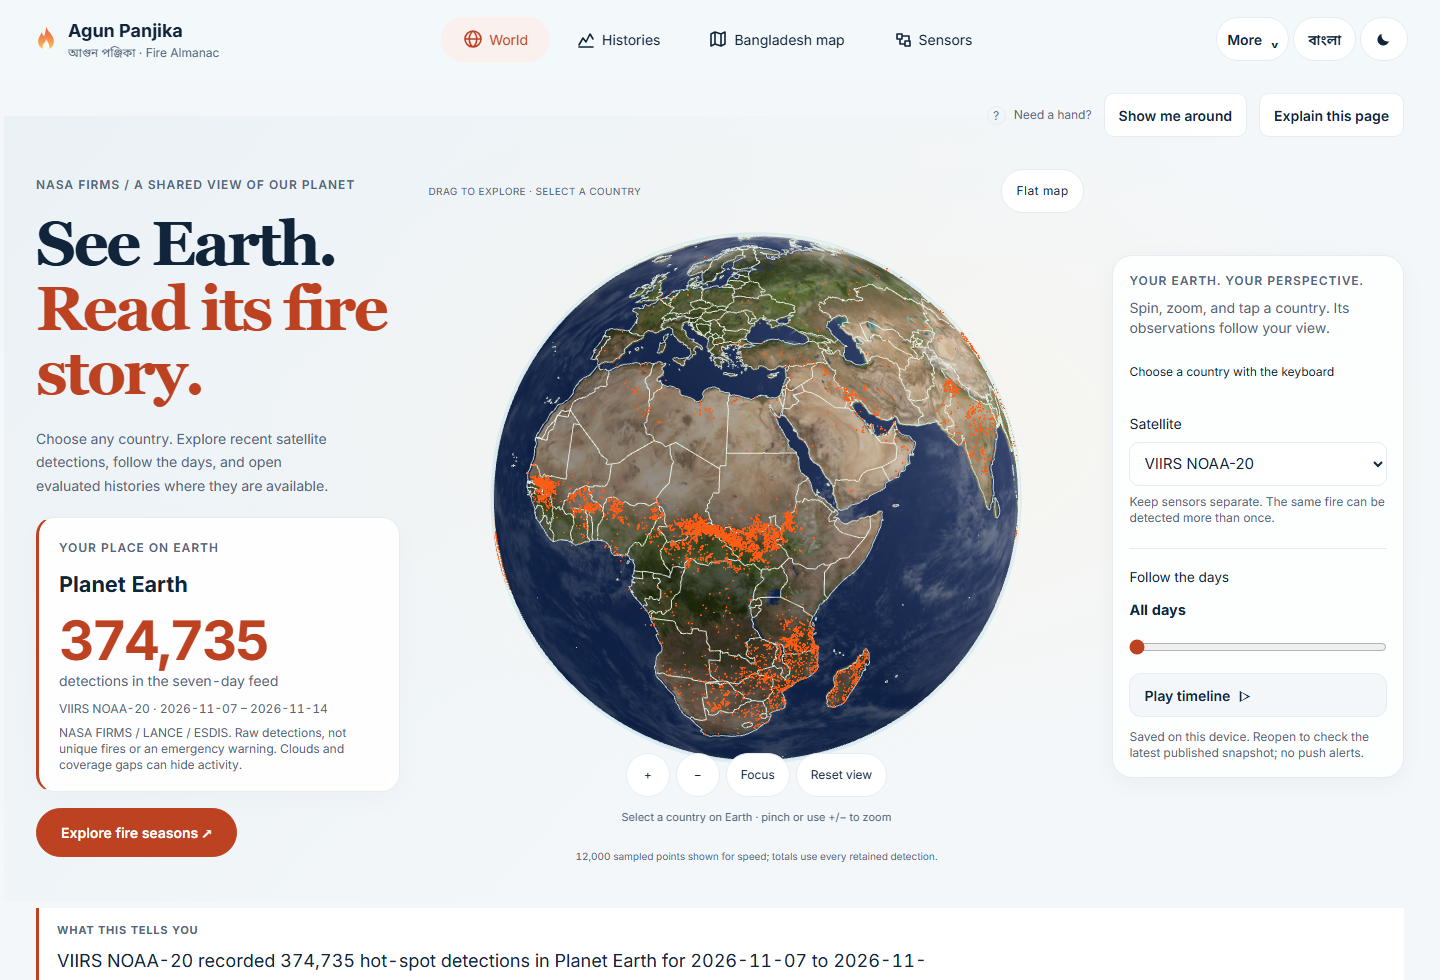 Agun Panjika
আগুন পঞ্জিকা · Fire Almanac
World
Histories
Bangladesh map
Sensors
More
বাংলা
? Need a hand?
Show me around
Explain this page
NASA FIRMS / A SHARED VIEW OF OUR PLANET
See Earth.
Read its fire
story.
Choose any country. Explore recent satellite
detections, follow the days, and open
evaluated histories where they are available.
YOUR PLACE ON EARTH
Planet Earth
374,735
detections in the seven-day feed
VIIRS NOAA-20 · 2026-11-07 – 2026-11-14
NASA FIRMS / LANCE / ESDIS. Raw detections, not
unique fires or an emergency warning. Clouds and
coverage gaps can hide activity.
Explore fire seasons ↗
DRAG TO EXPLORE · SELECT A COUNTRY
Flat map
+
−
Focus
Reset view
Select a country on Earth · pinch or use +/− to zoom
12,000 sampled points shown for speed; totals use every retained detection.
YOUR EARTH. YOUR PERSPECTIVE.
Spin, zoom, and tap a country. Its
observations follow your view.
Choose a country with the keyboard
Satellite
VIIRS NOAA-20
Keep sensors separate. The same fire can be
detected more than once.
Follow the days
All days
Play timeline
Saved on this device. Reopen to check the
latest published snapshot; no push alerts.
WHAT THIS TELLS YOU
VIIRS NOAA-20 recorded 374,735 hot-spot detections in Planet Earth for 2026-11-07 to 2026-11-